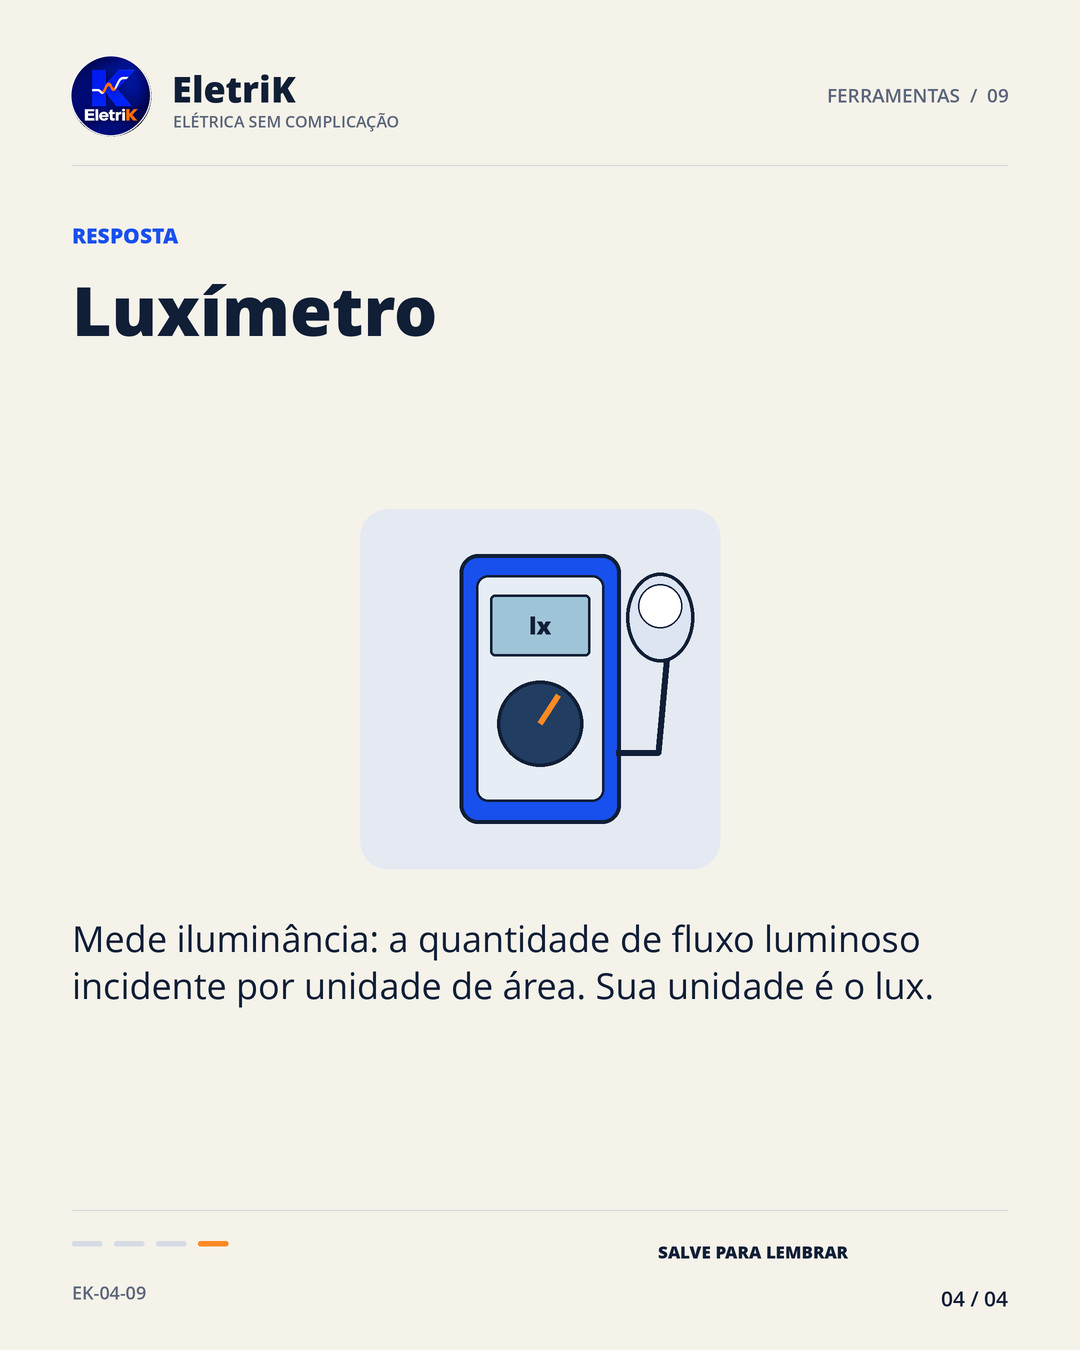 EletriK
EletriK
ELÉTRICA SEM COMPLICAÇÃO
FERRAMENTAS / 09
RESPOSTA
Luxímetro
lx
Mede iluminância: a quantidade de fluxo luminoso
incidente por unidade de área. Sua unidade é o lux.
SALVE PARA LEMBRAR
EK-04-09
04 / 04